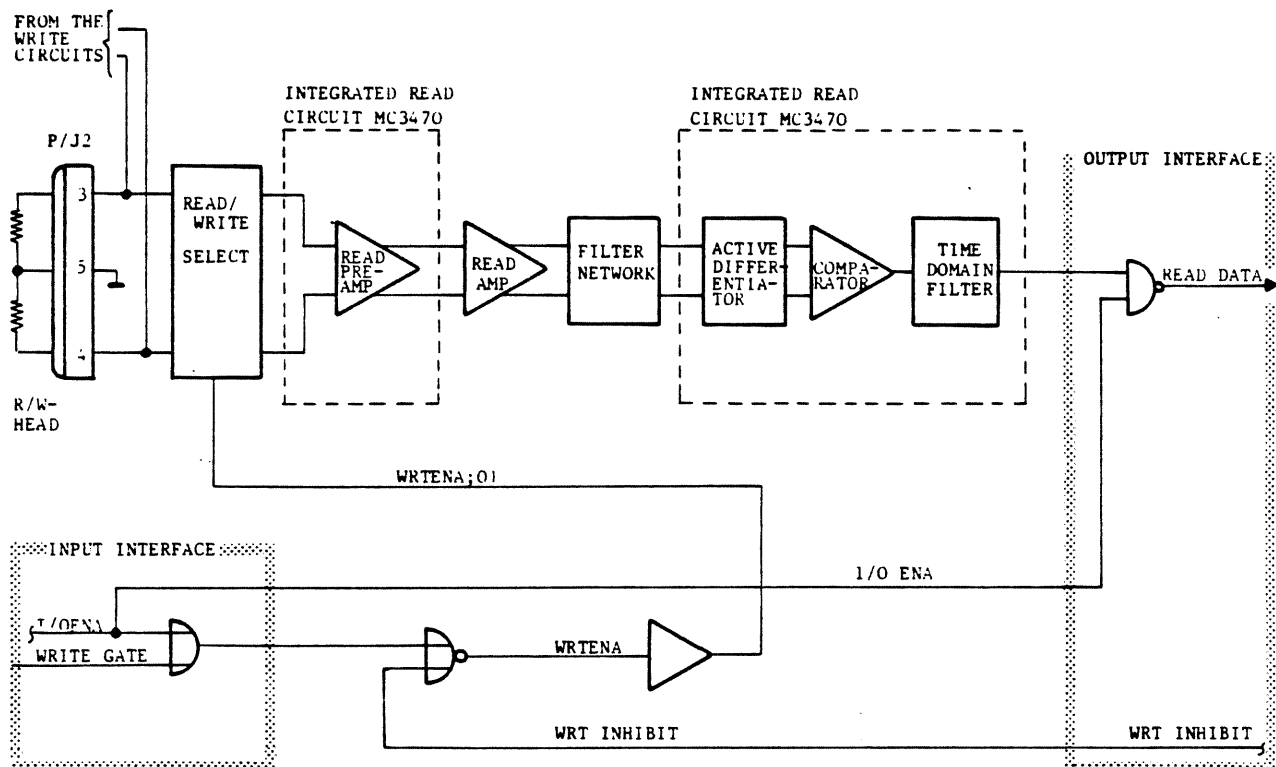 FROM THE
WRITE
CIRCUITS
INTEGRATED READ
CIRCUIT MC3470
INTEGRATED READ
CIRCUIT MC3470
P/J2
OUTPUT INTERFACE
3
5
4
READ/
WRITE
SELECT
READ
PRE-
AMP
READ
AMP
FILTER
NETWORK
ACTIVE
DIFFER-
ENTIA-
TOR
COMPA-
RATOR
TIME
DOMAIN
FILTER
READ DATA
R/W-
HEAD
WRTENA;01
INPUT INTERFACE
I/O ENA
I/OENA
WRITE GATE
WRTENA
WRT INHIBIT
WRT INHIBIT